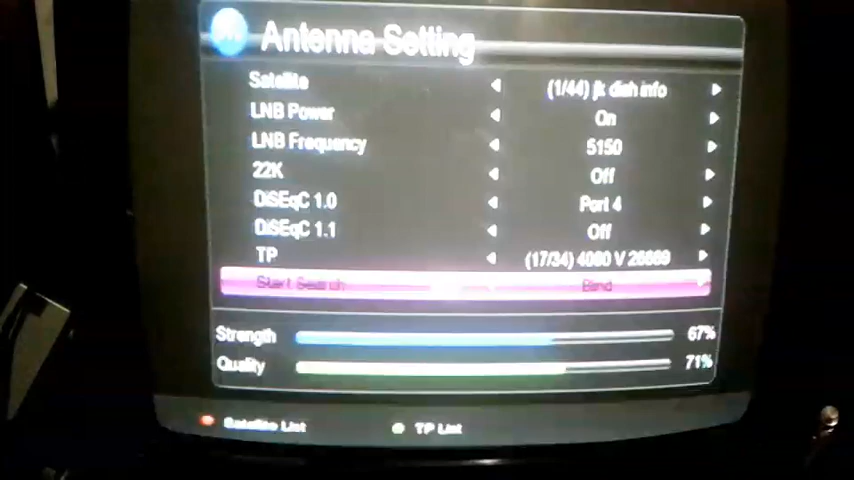 Antenna Setting
Satellite (1/44) jk dish info
LNB Power On
LNB Frequency 5150
22K Off
DiSEqC 1.0 Port 4
DiSEqC 1.1 Off
TP (17/34) 4060 V 26669
Start Search Blind
Strength 67%
Quality 71%
Satellite List TP List